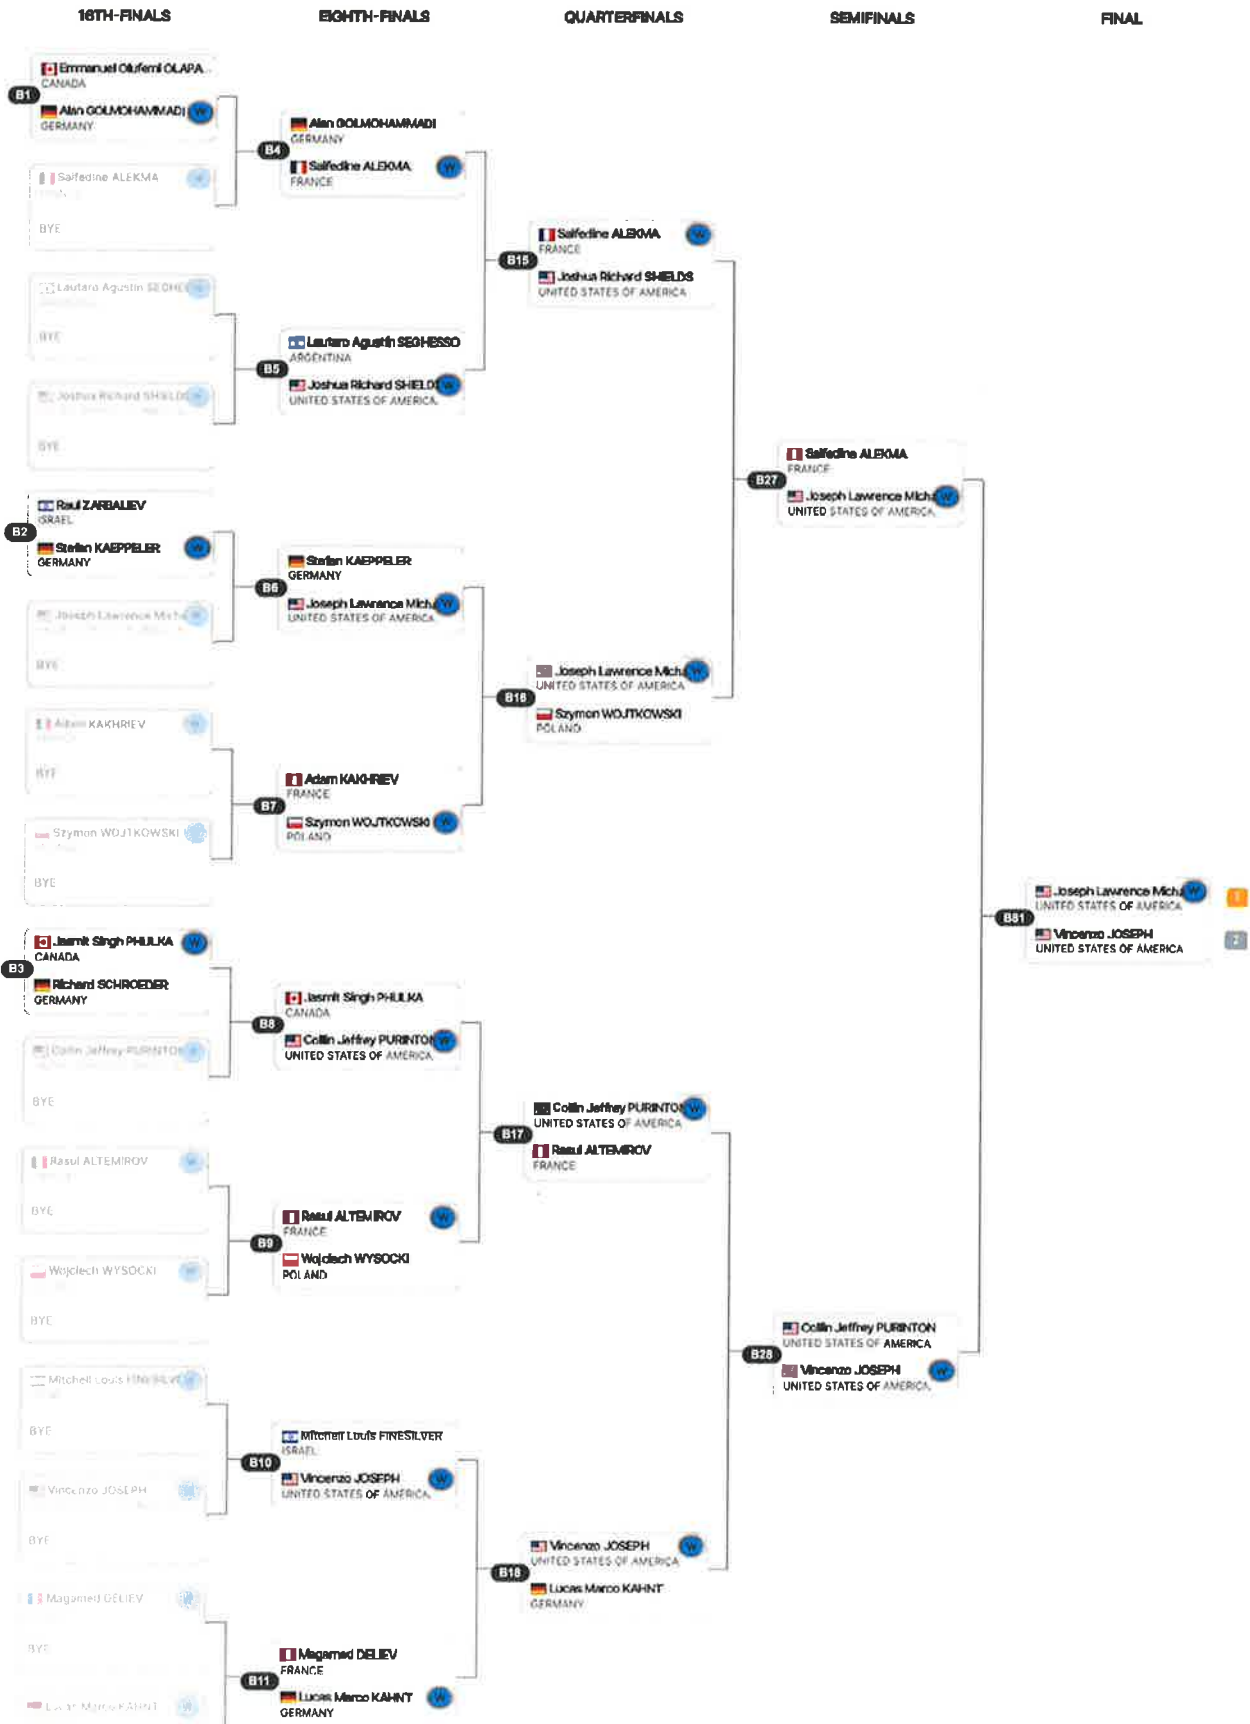 16TH-FINALS
EIGHTH-FINALS
QUARTERFINALS
SEMIFINALS
FINAL
B1
Emmanuel Olufemi OLAPA...
CANADA
Alan GOLMOHAMMADI W
GERMANY
Saifedine ALEKMA W
BYE
Lautaro Agustin SEGHE
BYE
Joshua Richard SHIELDS
BYE
B2
Raul ZARBALIEV
ISRAEL
Stefan KAEPPELER W
GERMANY
Joseph Lawrence Micha
BYE
Adam KAKHRIEV W
BYE
Szymon WOJTKOWSKI
BYE
B3
Jasmit Singh PHULKA W
CANADA
Richard SCHROEDER
GERMANY
Collin Jeffrey PURINTON
BYE
Rasul ALTEMIROV W
BYE
Wojciech WYSOCKI W
BYE
Mitchell Louis FINESILVE
BYE
Vincenzo JOSEPH
BYE
Magamed DELIEV
BYE
Lucas Marco KAHNT W
B4
Alan GOLMOHAMMADI
GERMANY
Saifedine ALEKMA W
FRANCE
B5
Lautaro Agustin SEGHESSO
ARGENTINA
Joshua Richard SHIELDS W
UNITED STATES OF AMERICA
B6
Stefan KAEPPELER
GERMANY
Joseph Lawrence Micha W
UNITED STATES OF AMERICA
B7
Adam KAKHRIEV
FRANCE
Szymon WOJTKOWSKI W
POLAND
B8
Jasmit Singh PHULKA
CANADA
Collin Jeffrey PURINTON W
UNITED STATES OF AMERICA
B9
Rasul ALTEMIROV W
FRANCE
Wojciech WYSOCKI
POLAND
B10
Mitchell Louis FINESILVER
ISRAEL
Vincenzo JOSEPH W
UNITED STATES OF AMERICA
B11
Magamed DELIEV
FRANCE
Lucas Marco KAHNT W
GERMANY
B15
Saifedine ALEKMA W
FRANCE
Joshua Richard SHIELDS
UNITED STATES OF AMERICA
B16
Joseph Lawrence Micha W
UNITED STATES OF AMERICA
Szymon WOJTKOWSKI
POLAND
B17
Collin Jeffrey PURINTON W
UNITED STATES OF AMERICA
Rasul ALTEMIROV
FRANCE
B18
Vincenzo JOSEPH W
UNITED STATES OF AMERICA
Lucas Marco KAHNT
GERMANY
B27
Saifedine ALEKMA
FRANCE
Joseph Lawrence Micha W
UNITED STATES OF AMERICA
B28
Collin Jeffrey PURINTON
UNITED STATES OF AMERICA
Vincenzo JOSEPH W
UNITED STATES OF AMERICA
B81
Joseph Lawrence Micha W
UNITED STATES OF AMERICA
1
Vincenzo JOSEPH
UNITED STATES OF AMERICA
2